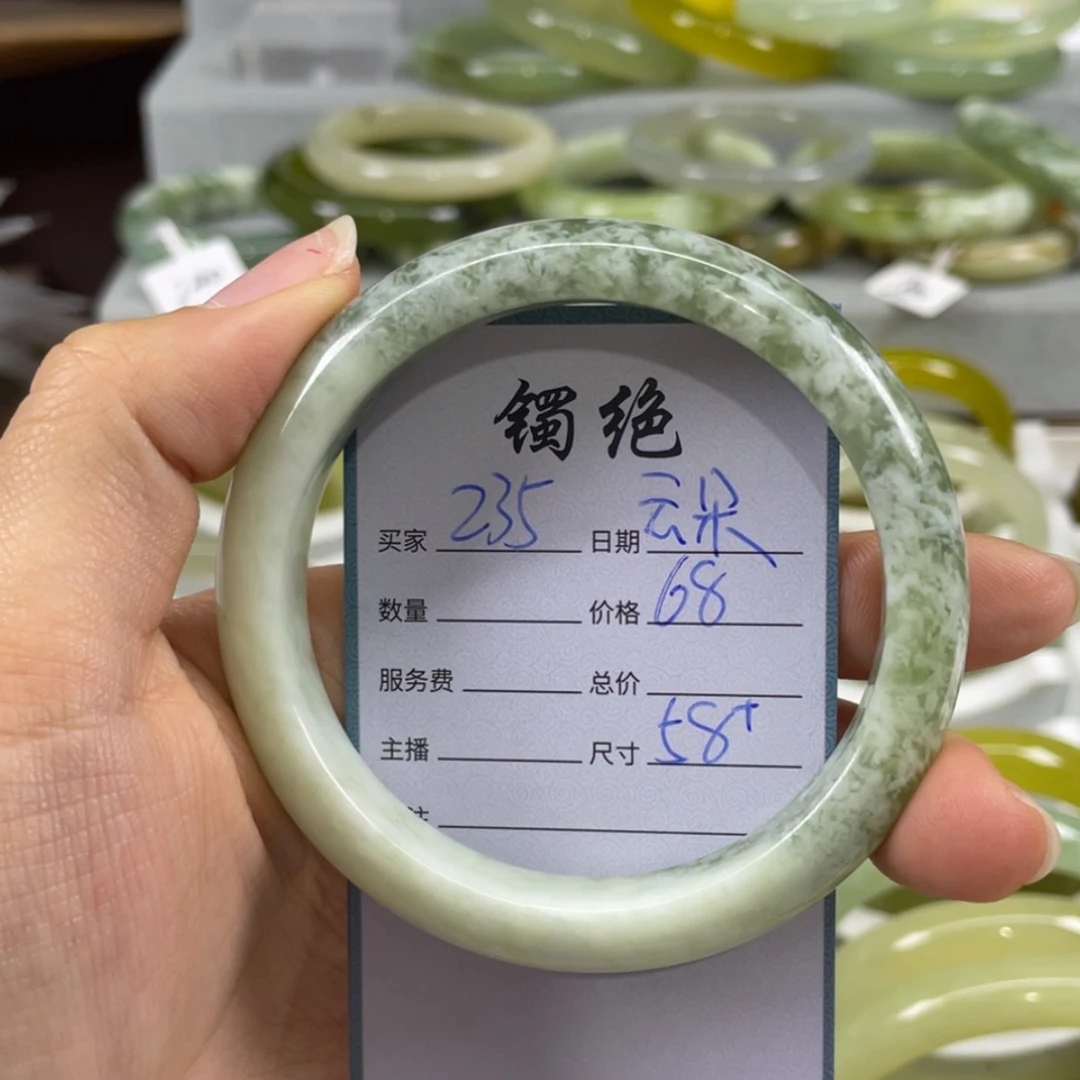 镯绝
买家 235 日期 云朵
数量 价格 68
服务费 总价
主播 尺寸 58+
注